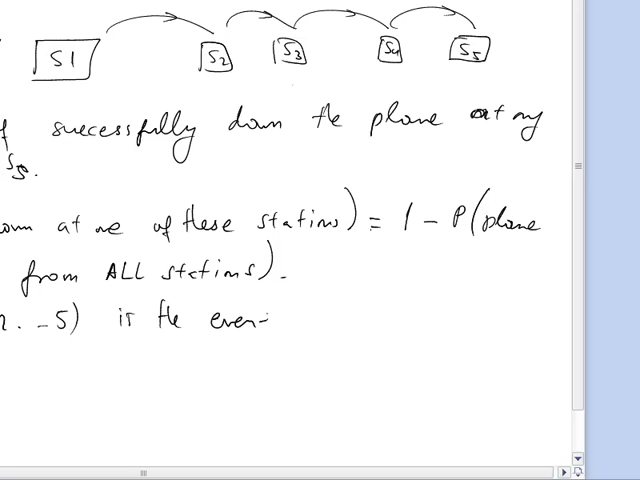 S1 S2 S3 S4 S5
of successfully down the plane at any
S5.
own at one of these stations) = 1 - P(plane
from ALL stations).
. - 5) is the even